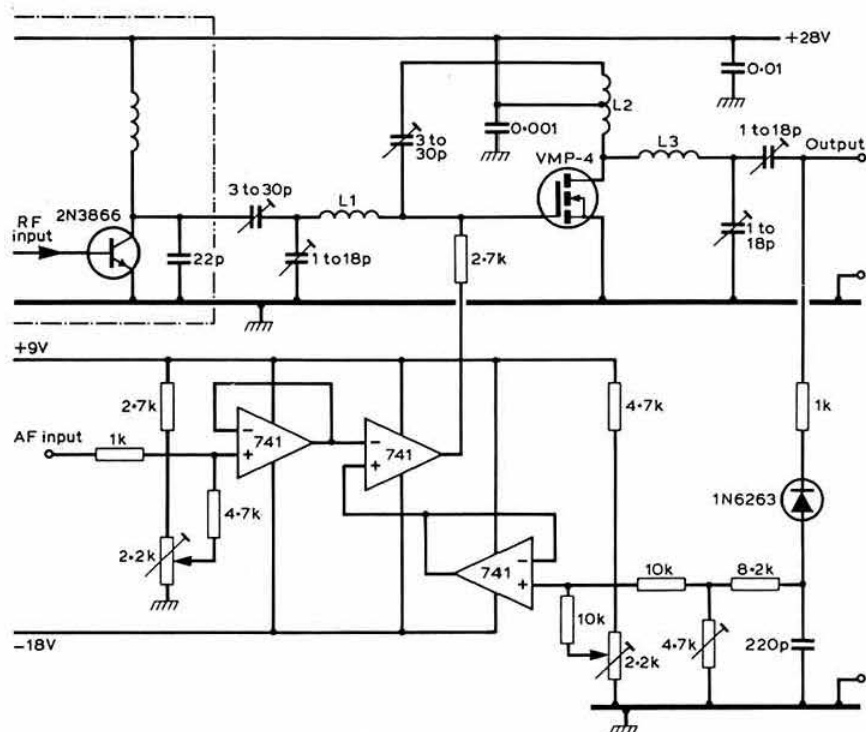 +28V
0·01
L2
3 to
30p
0·001
VMP-4
L3
1 to 18p
Output
3 to 30p
L1
2N3866
RF
input
22p
1 to 18p
2·7k
1 to
18p
+9V
2·7k
4·7k
1k
AF input
1k
-
+
741
-
+
741
1N6263
4·7k
2·2k
741
-
+
10k
8·2k
10k
-18V
2·2k
4·7k
220p